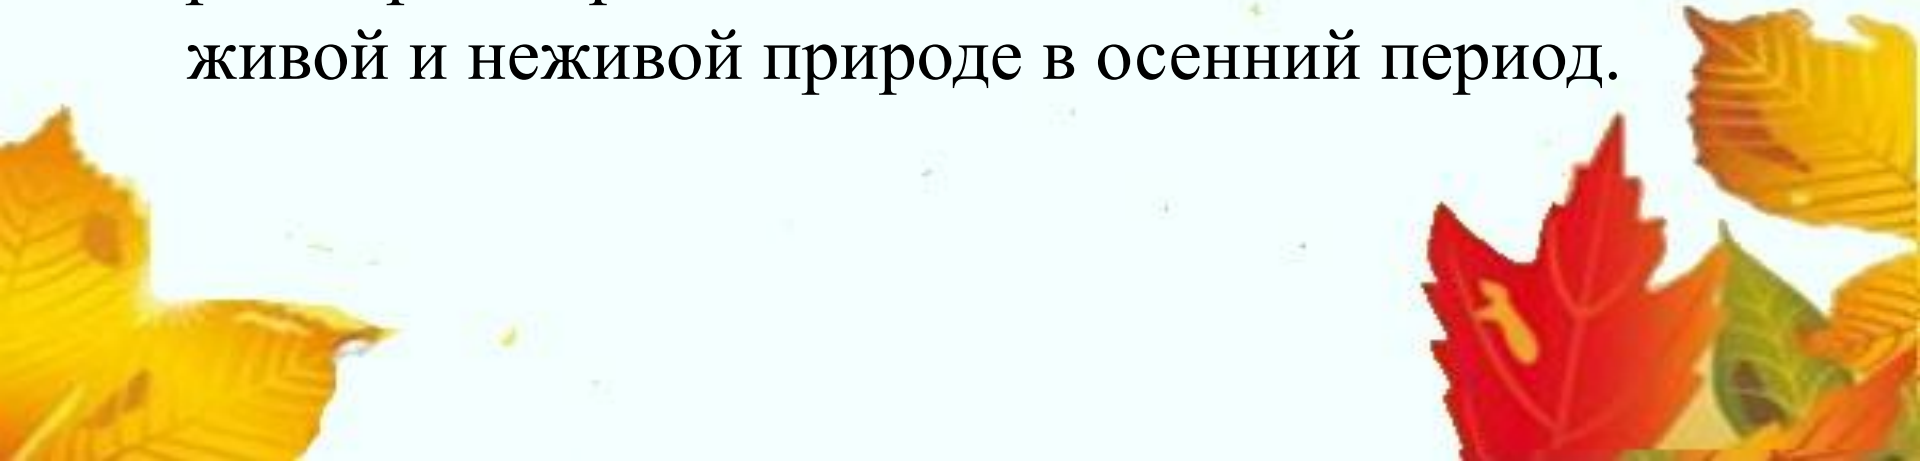 живой и неживой природе в осенний период.